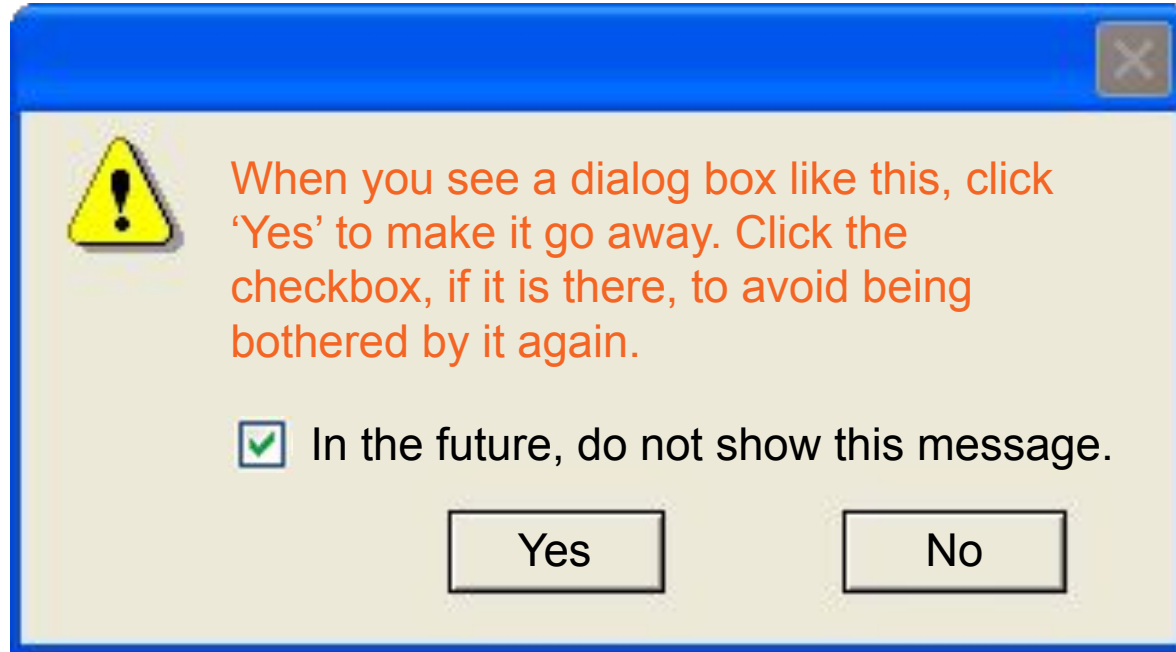 When you see a dialog box like this, click
‘Yes’ to make it go away. Click the
checkbox, if it is there, to avoid being
bothered by it again.
In the future, do not show this message.
Yes
No